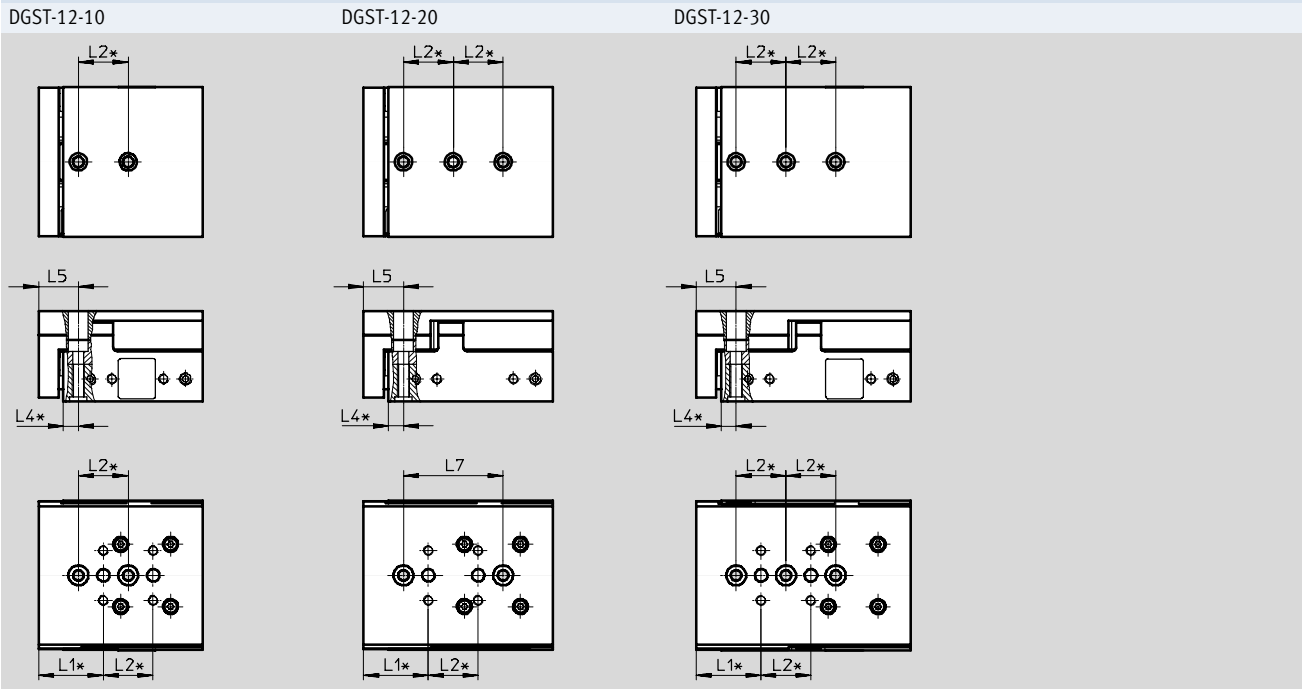 DGST-12-10 DGST-12-20 DGST-12-30
L2* L2* L2* L2* L2*
L5 L5 L5
L4* L4* L4*
L2* L7 L2* L2*
L1* L2* L1* L2* L1* L2*